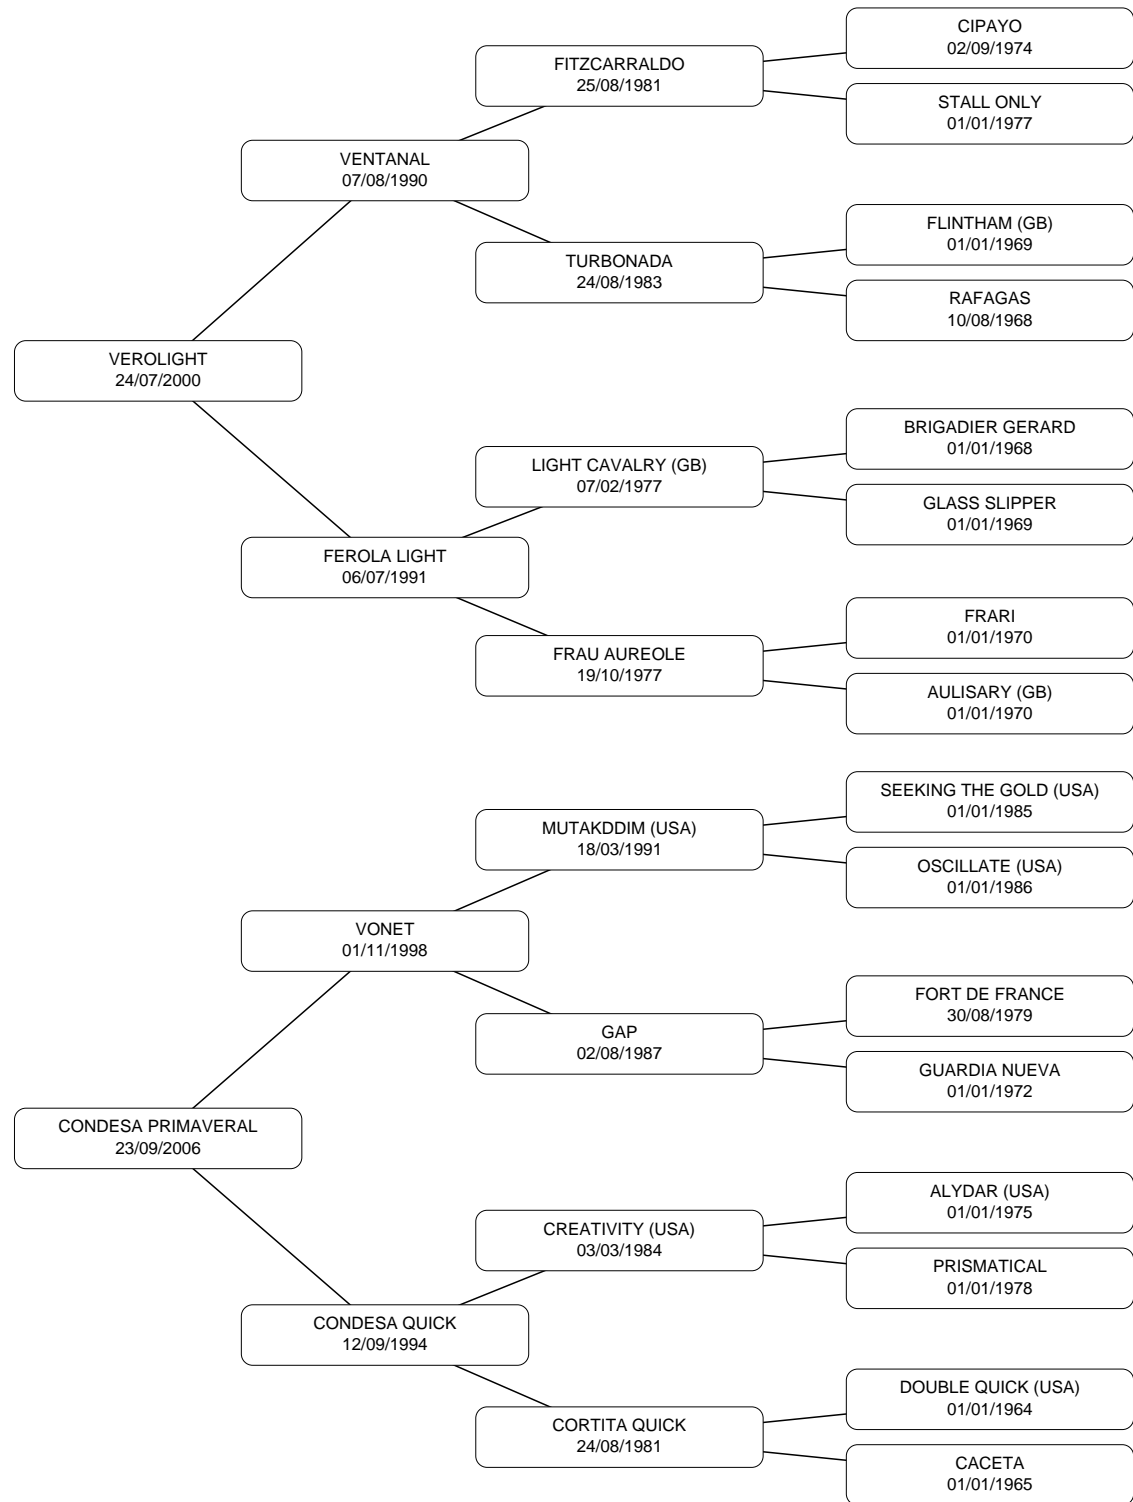 CIPAYO
02/09/1974
FITZCARRALDO
25/08/1981
STALL ONLY
01/01/1977
VENTANAL
07/08/1990
FLINTHAM (GB)
01/01/1969
TURBONADA
24/08/1983
RAFAGAS
10/08/1968
VEROLIGHT
24/07/2000
BRIGADIER GERARD
01/01/1968
LIGHT CAVALRY (GB)
07/02/1977
GLASS SLIPPER
01/01/1969
FEROLA LIGHT
06/07/1991
FRARI
01/01/1970
FRAU AUREOLE
19/10/1977
AULISARY (GB)
01/01/1970
SEEKING THE GOLD (USA)
01/01/1985
MUTAKDDIM (USA)
18/03/1991
OSCILLATE (USA)
01/01/1986
VONET
01/11/1998
FORT DE FRANCE
30/08/1979
GAP
02/08/1987
GUARDIA NUEVA
01/01/1972
CONDESA PRIMAVERAL
23/09/2006
ALYDAR (USA)
01/01/1975
CREATIVITY (USA)
03/03/1984
PRISMATICAL
01/01/1978
CONDESA QUICK
12/09/1994
DOUBLE QUICK (USA)
01/01/1964
CORTITA QUICK
24/08/1981
CACETA
01/01/1965